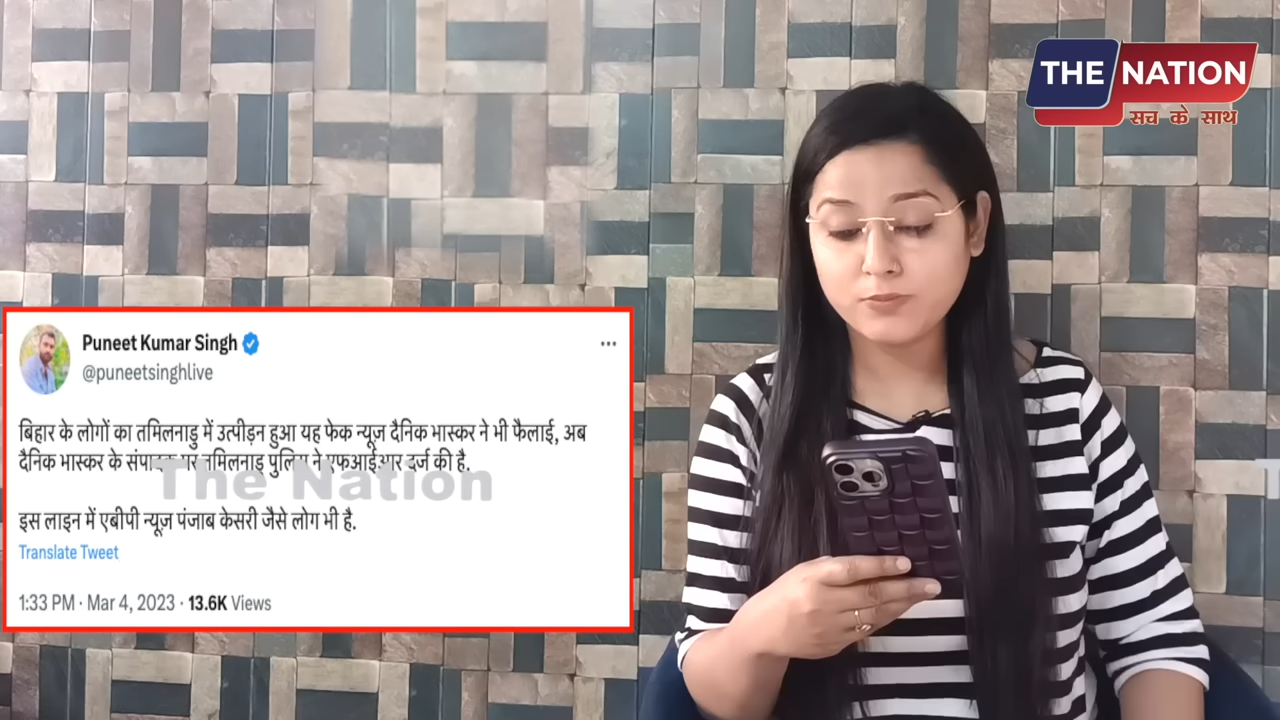 THE NATION
सच के साथ
Puneet Kumar Singh
@puneetsinghlive
बिहार के लोगों का तमिलनाडु में उत्पीड़न हुआ यह फेक न्यूज़ दैनिक भास्कर ने भी फैलाई, अब
दैनिक भास्कर के संपादक पर तमिलनाडु पुलिस ने एफआईआर दर्ज की है.
The Nation
इस लाइन में एबीपी न्यूज़ पंजाब केसरी जैसे लोग भी है.
Translate Tweet
1:33 PM · Mar 4, 2023 · 13.6K Views